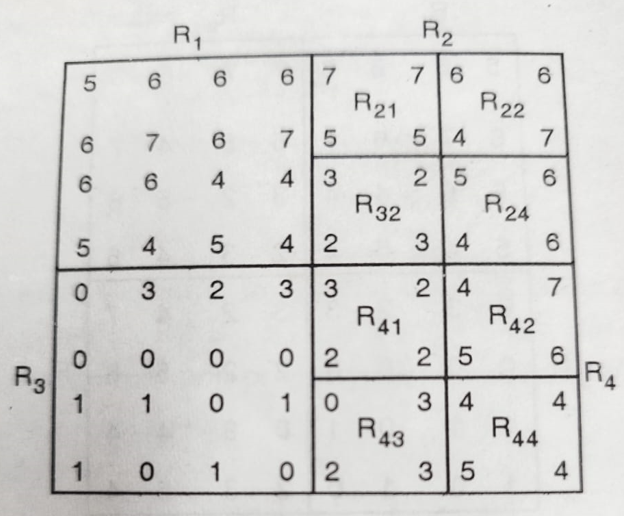 R1 R2
5 6 6 6 7 7 6 6
R21 R22
6 7 6 7 5 5 4 7
6 6 4 4 3 2 5 6
R32 R24
5 4 5 4 2 3 4 6
0 3 2 3 3 2 4 7
R41 R42
0 0 0 0 2 2 5 6
R3 R4
1 1 0 1 0 3 4 4
R43 R44
1 0 1 0 2 3 5 4